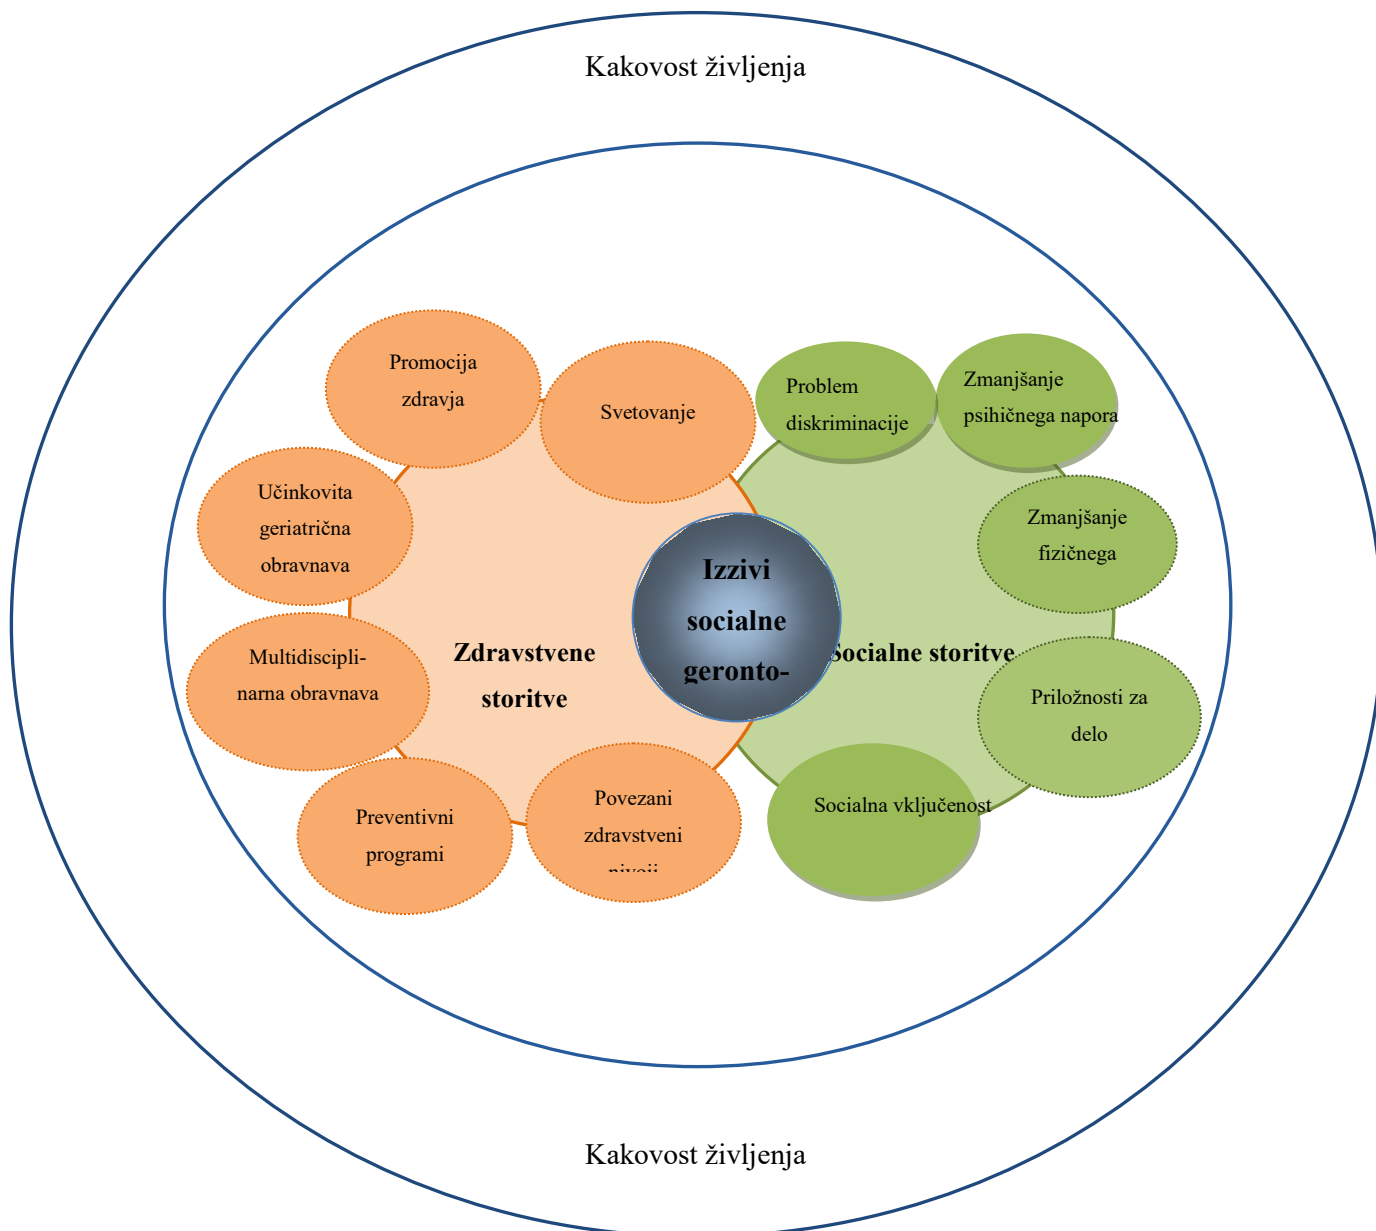 Kakovost življenja
Promocija
zdravja
Svetovanje
Problem
diskriminacije
Zmanjšanje
psihičnega napora
Učinkovita
geriatrična
obravnava
Zmanjšanje
fizičnega
Izzivi
socialne
geronto-
Multidiscipli-
narna obravnava
Zdravstvene
storitve
Socialne storitve
Priložnosti za
delo
Preventivni
programi
Povezani
zdravstveni
nivoji
Socialna vključenost
Kakovost življenja